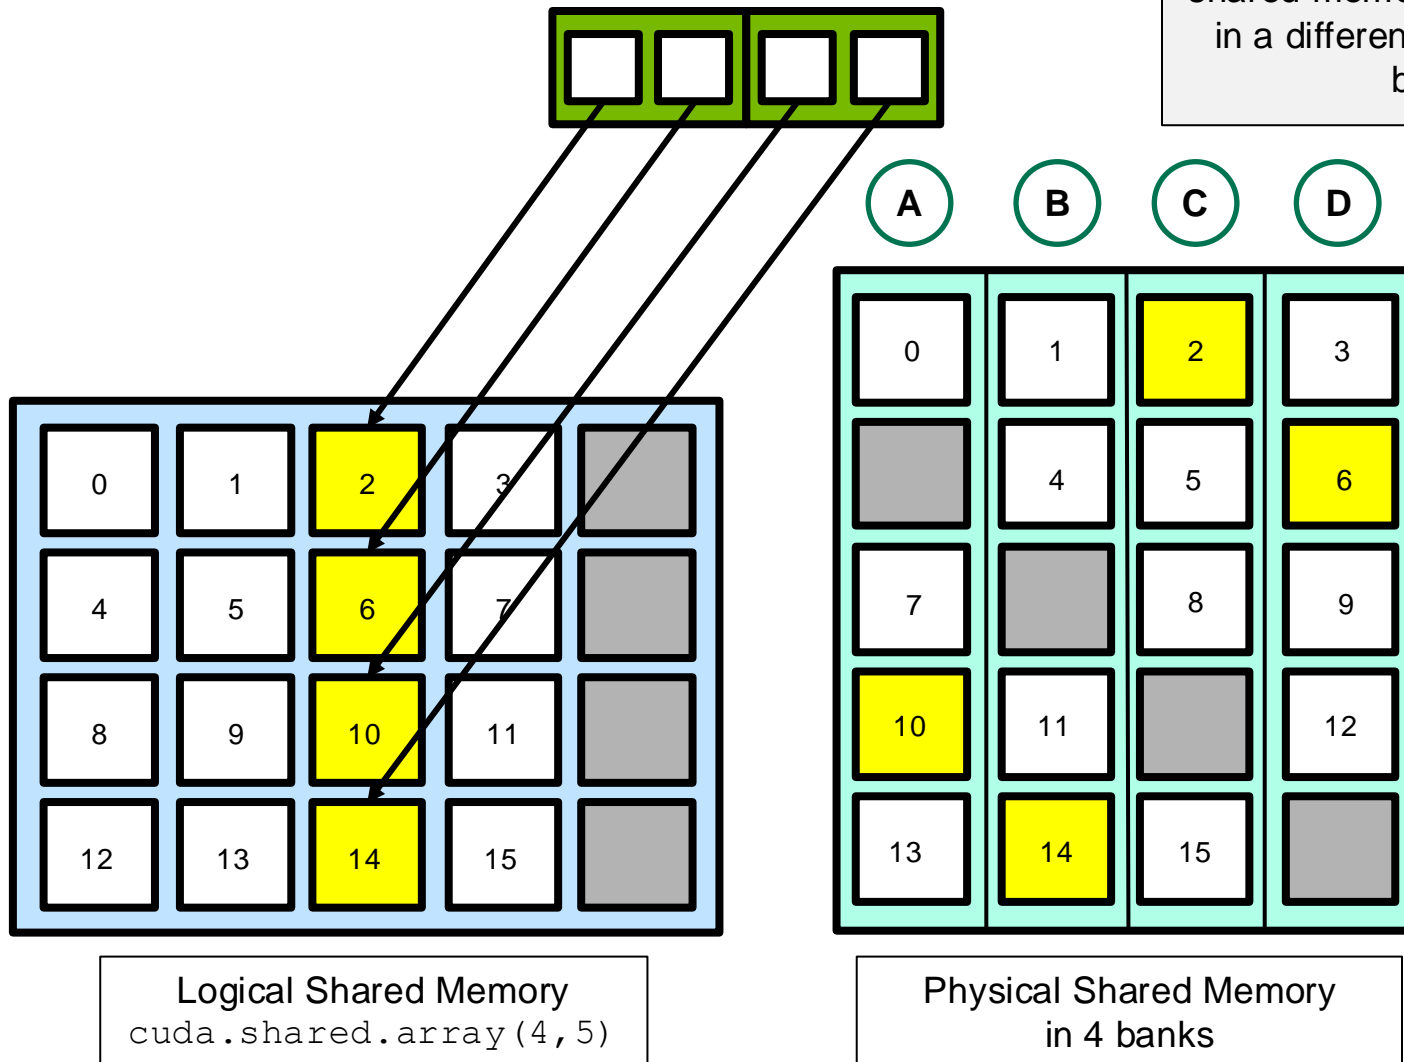 shared memo
in a differen
b
A B C D
0 1 2 3
4 5 6
7 8 9
10 11 12
13 14 15
0 1 2 3
4 5 6 7
8 9 10 11
12 13 14 15
Logical Shared Memory
cuda.shared.array(4,5)
Physical Shared Memory
in 4 banks